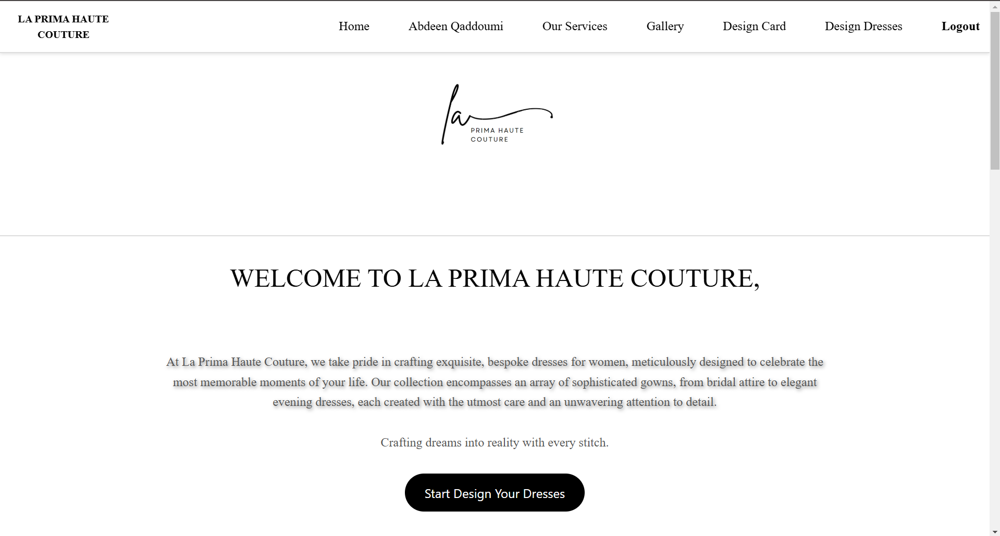 LA PRIMA HAUTE
COUTURE
Home Abdeen Qaddoumi Our Services Gallery Design Card Design Dresses Logout
la
PRIMA HAUTE
COUTURE
WELCOME TO LA PRIMA HAUTE COUTURE,
At La Prima Haute Couture, we take pride in crafting exquisite, bespoke dresses for women, meticulously designed to celebrate the
most memorable moments of your life. Our collection encompasses an array of sophisticated gowns, from bridal attire to elegant
evening dresses, each created with the utmost care and an unwavering attention to detail.
Crafting dreams into reality with every stitch.
Start Design Your Dresses